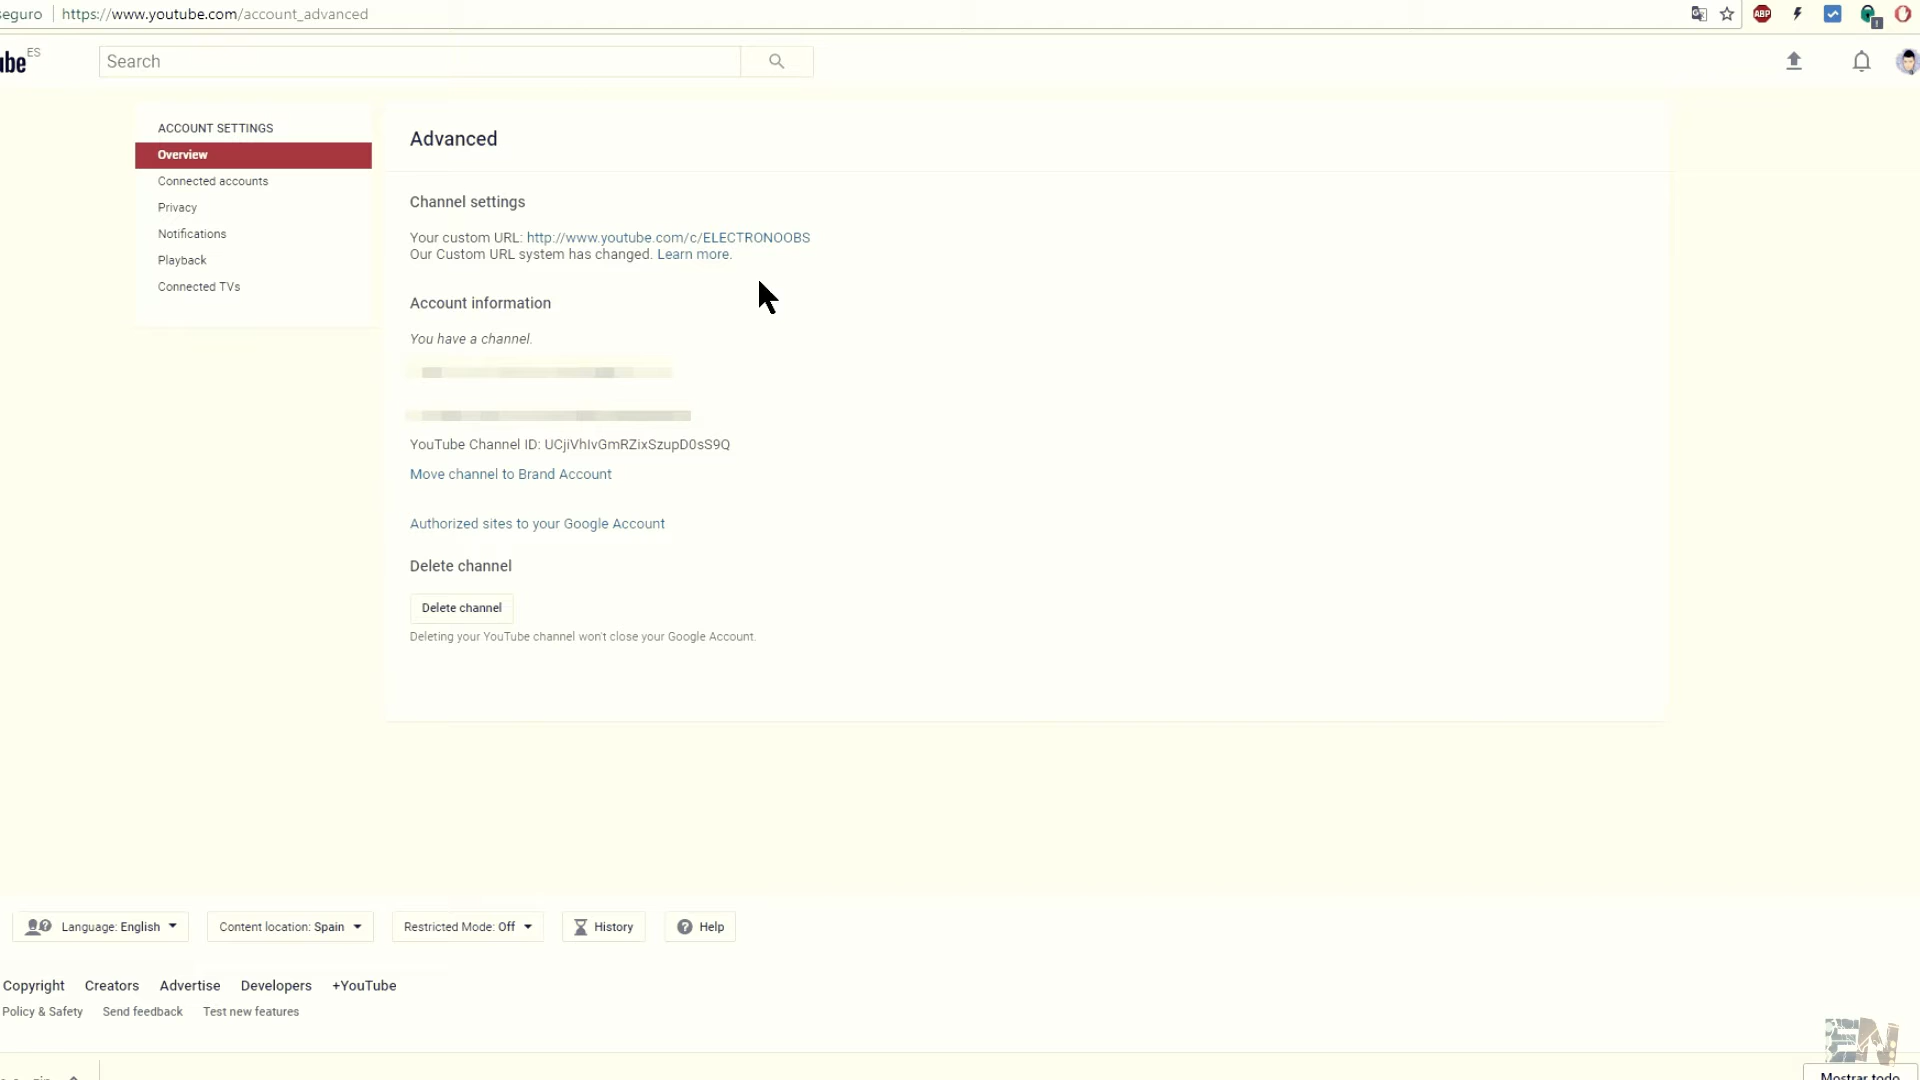 seguro | https://www.youtube.com/account_advanced
ABP
ube ES
Search
ACCOUNT SETTINGS
Overview
Connected accounts
Privacy
Notifications
Playback
Connected TVs
Advanced
Channel settings
Your custom URL: http://www.youtube.com/c/ELECTRONOOBS
Our Custom URL system has changed. Learn more.
Account information
You have a channel.
YouTube Channel ID: UCjiVhIvGmRZixSzupD0sS9Q
Move channel to Brand Account
Authorized sites to your Google Account
Delete channel
Delete channel
Deleting your YouTube channel won't close your Google Account.
Language: English
Content location: Spain
Restricted Mode: Off
History
Help
Copyright Creators Advertise Developers +YouTube
Policy & Safety Send feedback Test new features
EN
Mostrar todo